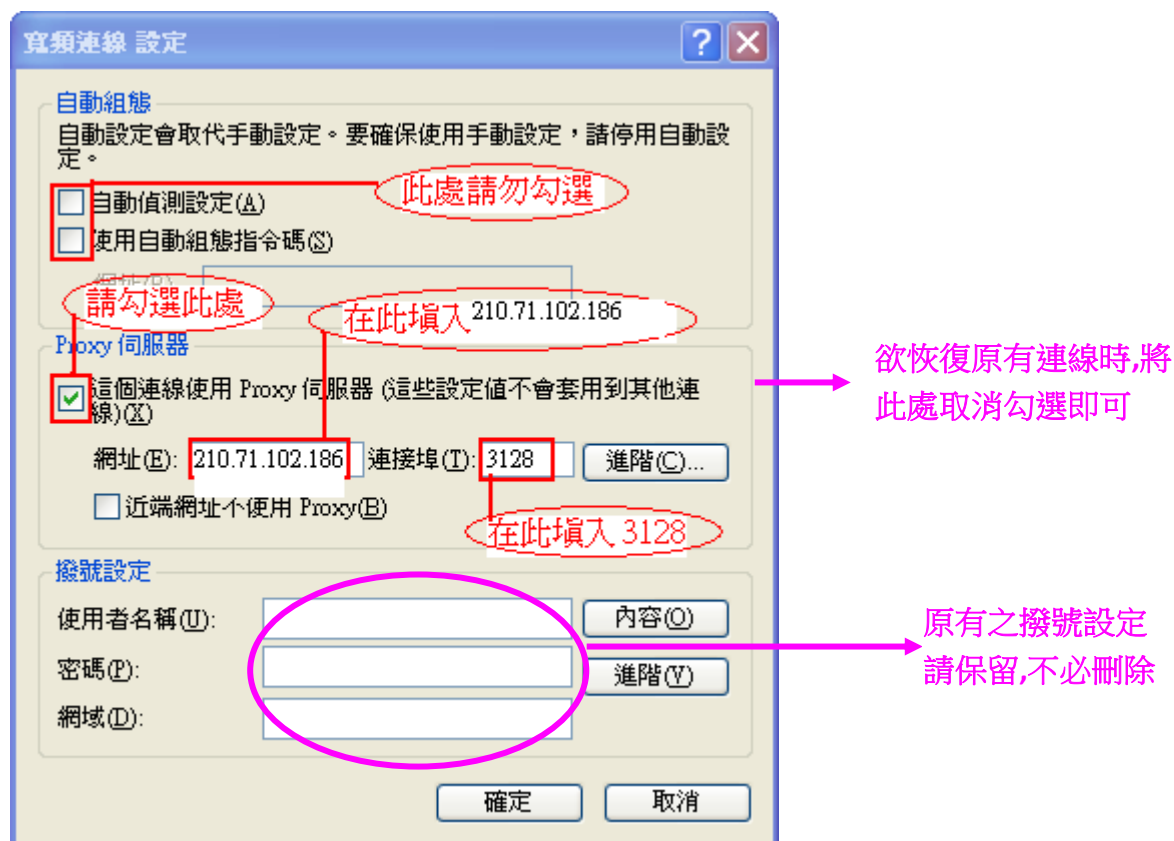 寬頻連線 設定
自動組態
自動設定會取代手動設定。要確保使用手動設定，請停用自動設
定。
此處請勿勾選
自動偵測設定(A)
使用自動組態指令碼(S)
請勾選此處
在此填入210.71.102.186
Proxy 伺服器
這個連線使用 Proxy 伺服器 (這些設定值不會套用到其他連
線)(X)
欲恢復原有連線時,將
此處取消勾選即可
網址(E): 210.71.102.186 連接埠(T): 3128 進階(C)...
近端網址不使用 Proxy(B)
在此填入 3128
撥號設定
使用者名稱(U): 內容(O)
密碼(P): 進階(V)
網域(D):
原有之撥號設定
請保留,不必刪除
確定 取消